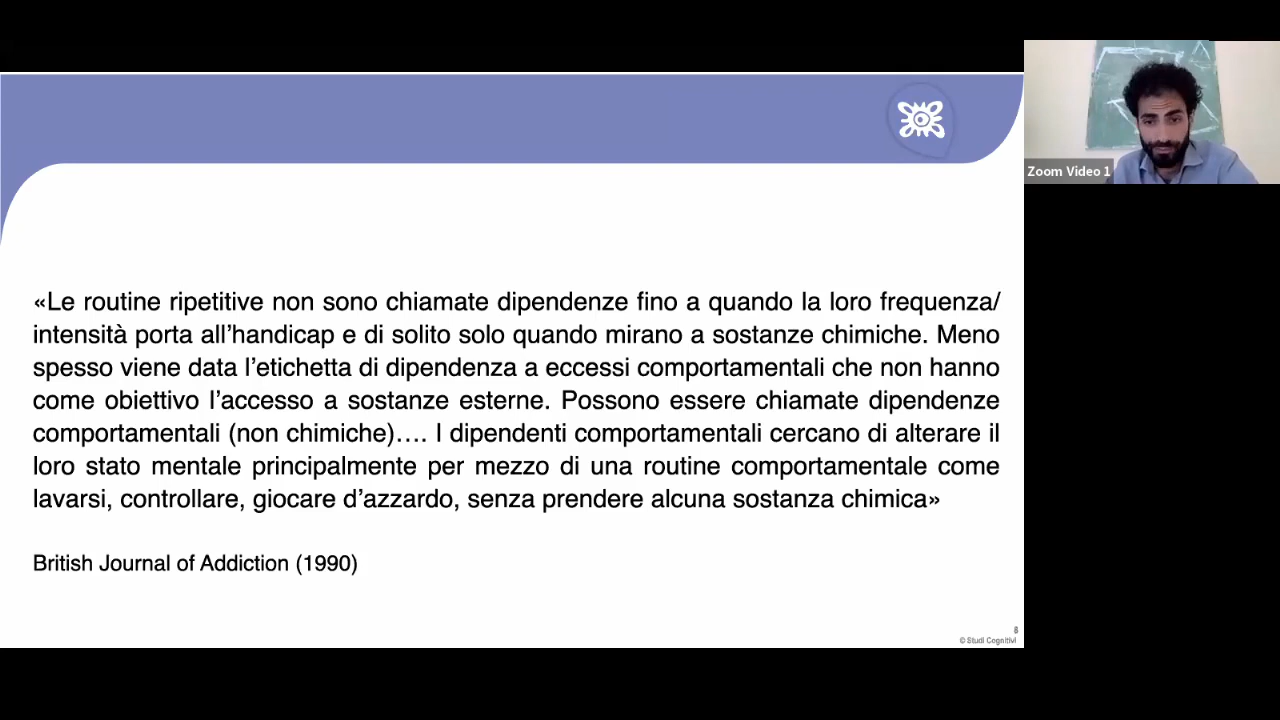 «Le routine ripetitive non sono chiamate dipendenze fino a quando la loro frequenza/
intensità porta all’handicap e di solito solo quando mirano a sostanze chimiche. Meno
spesso viene data l’etichetta di dipendenza a eccessi comportamentali che non hanno
come obiettivo l’accesso a sostanze esterne. Possono essere chiamate dipendenze
comportamentali (non chimiche)…. I dipendenti comportamentali cercano di alterare il
loro stato mentale principalmente per mezzo di una routine comportamentale come
lavarsi, controllare, giocare d’azzardo, senza prendere alcuna sostanza chimica»
British Journal of Addiction (1990)
© Studi Cognitivi
Zoom Video 1